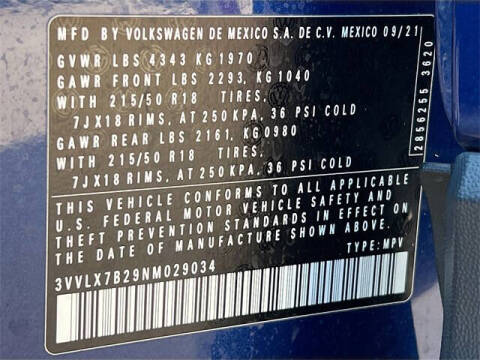 MFD BY VOLKSWAGEN DE MEXICO S.A. DE C.V. MEXICO 09/21
GVWR LBS 4343 KG 1970
GAWR FRONT LBS 2293, KG 1040
WITH 215/50 R18 TIRES,
7JX18 RIMS, AT 250 KPA, 36 PSI COLD
GAWR REAR LBS 2161, KG0980
WITH 215/50 R18 TIRES,
7JX18 RIMS, AT 250 KPA, 36 PSI COLD
THIS VEHICLE CONFORMS TO ALL APPLICABLE
U.S. FEDERAL MOTOR VEHICLE SAFETY AND
THEFT PREVENTION STANDARDS IN EFFECT ON
THE DATE OF MANUFACTURE SHOWN ABOVE.
3VVLX7B29NM029034 TYPE: MPV
2856255 3620